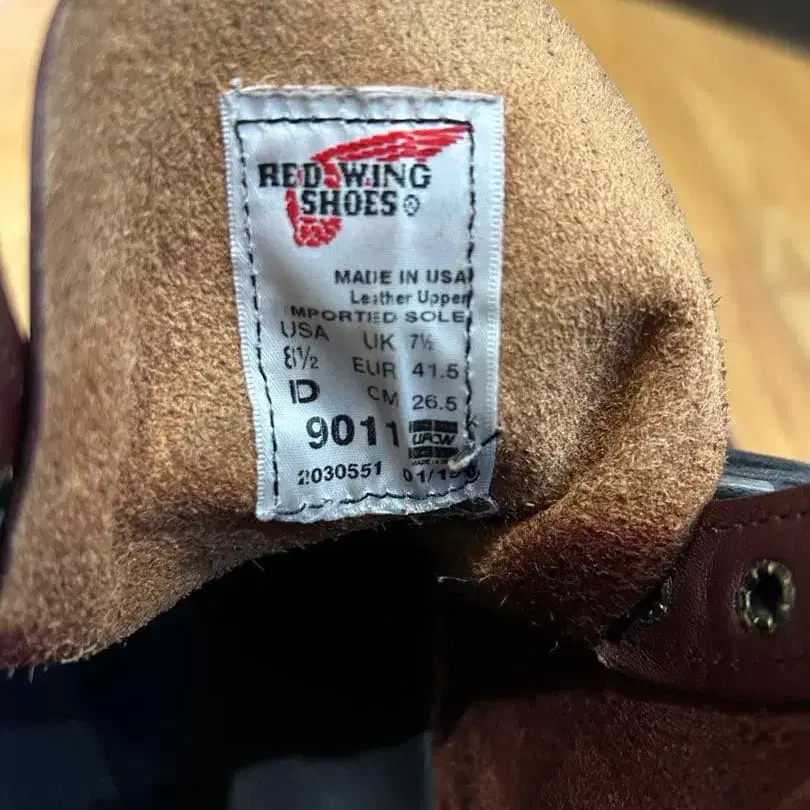 RED WING
SHOES ®
MADE IN USA
Leather Upper
IMPORTED SOLE
USA UK 7½
8½ EUR 41.5
D CM 26.5
9011 UFCW
2030551 01/15